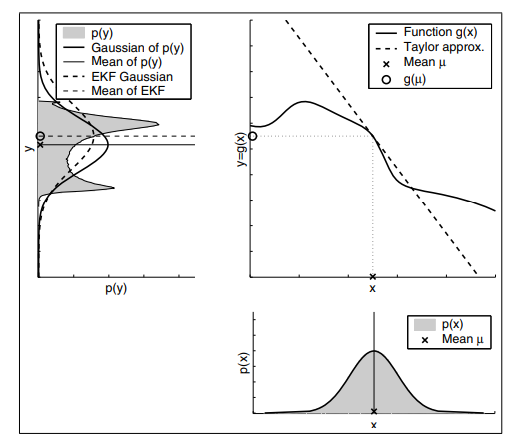 p(y)
Gaussian of p(y)
Mean of p(y)
EKF Gaussian
Mean of EKF
y
p(y)
Function g(x)
Taylor approx.
Mean μ
g(μ)
y=g(x)
x
p(x)
Mean μ
p(x)
x